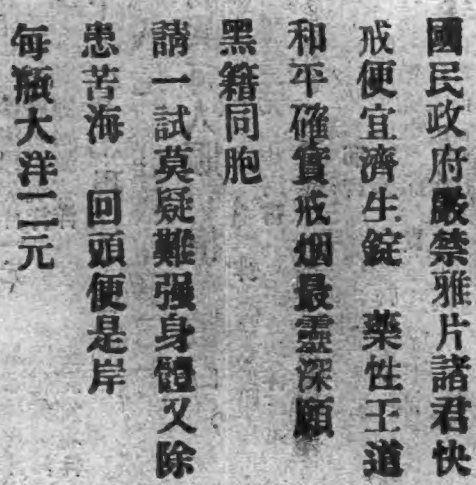 國民政府嚴禁雅片諸君快
戒便宜濟生錠 藥性王道
和平確實戒烟最靈深願
黑籍同胞
請一試莫疑難强身體又除
患苦海 回頭便是岸
每瓶大洋二元